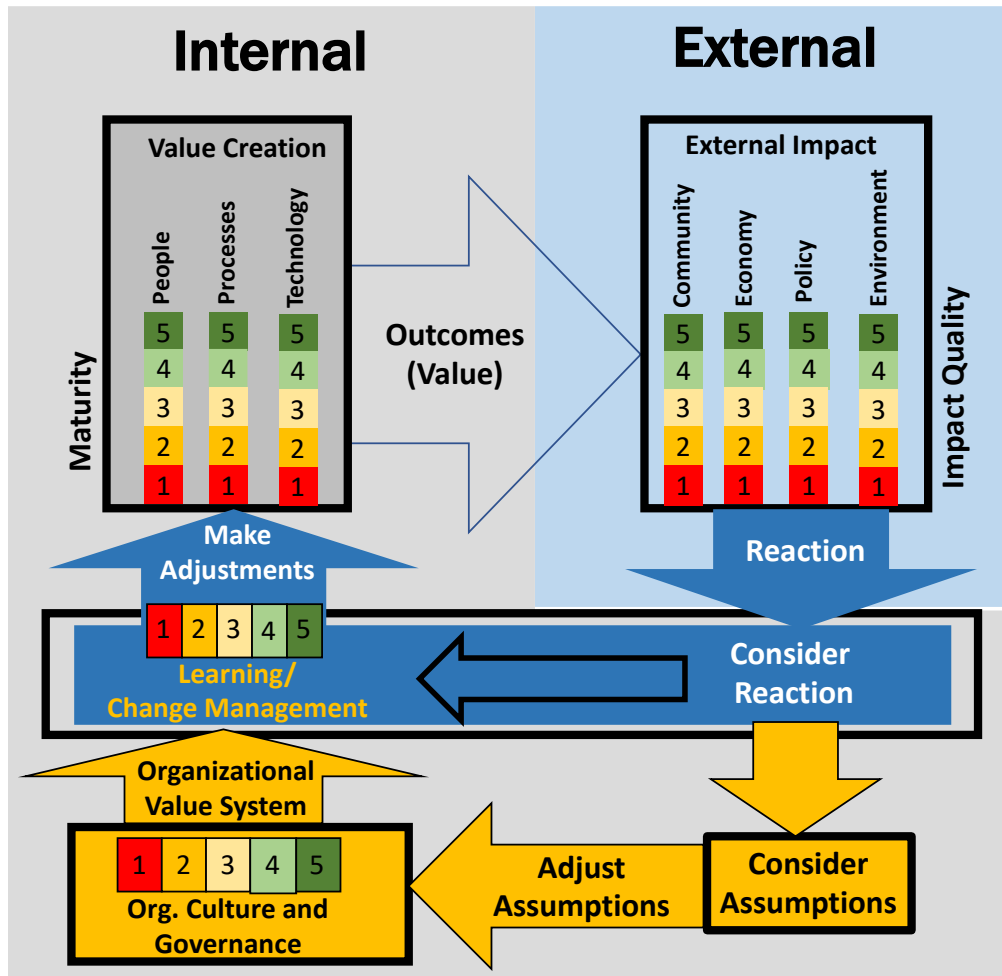 Internal
External
Value Creation
People
Processes
Technology
5 5 5
4 4 4
3 3 3
2 2 2
1 1 1
Maturity
Outcomes
(Value)
External Impact
Community
Economy
Policy
Environment
5 5 5 5
4 4 4 4
3 3 3 3
2 2 2 2
1 1 1 1
Impact Quality
Make
Adjustments
Reaction
1 2 3 4 5
Learning/
Change Management
Consider
Reaction
Organizational
Value System
1 2 3 4 5
Org. Culture and
Governance
Adjust
Assumptions
Consider
Assumptions